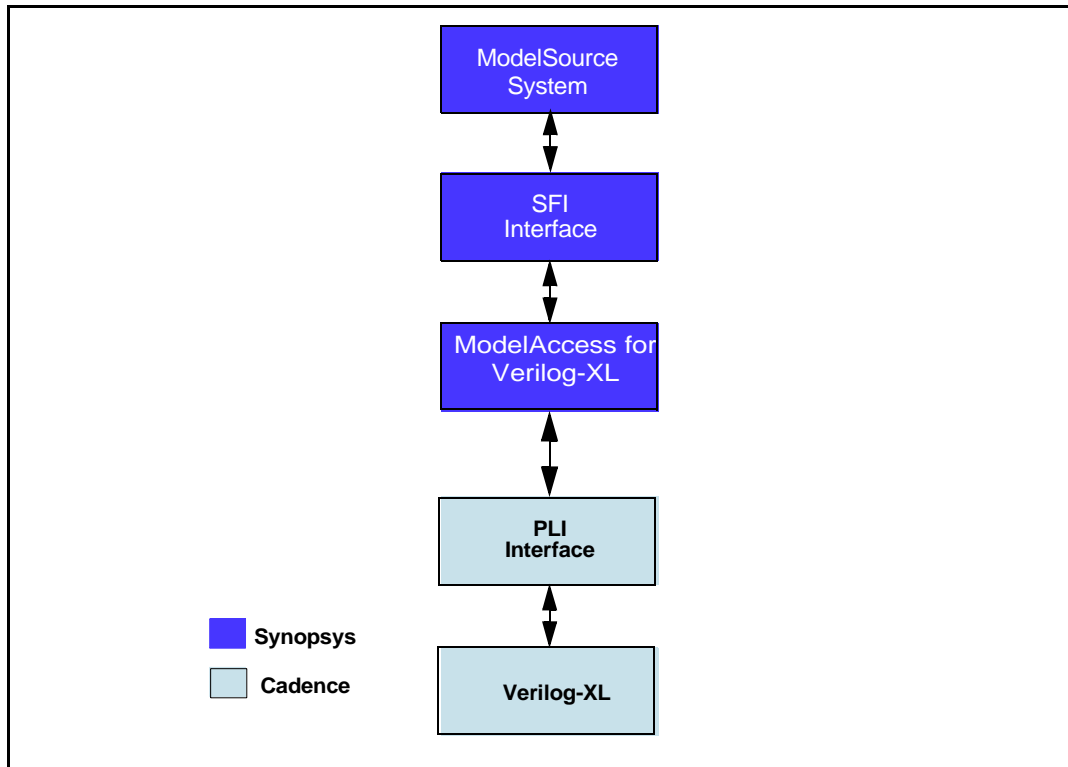 ModelSource
System
SFI
Interface
ModelAccess for
Verilog-XL
PLI
Interface
Synopsys
Cadence
Verilog-XL